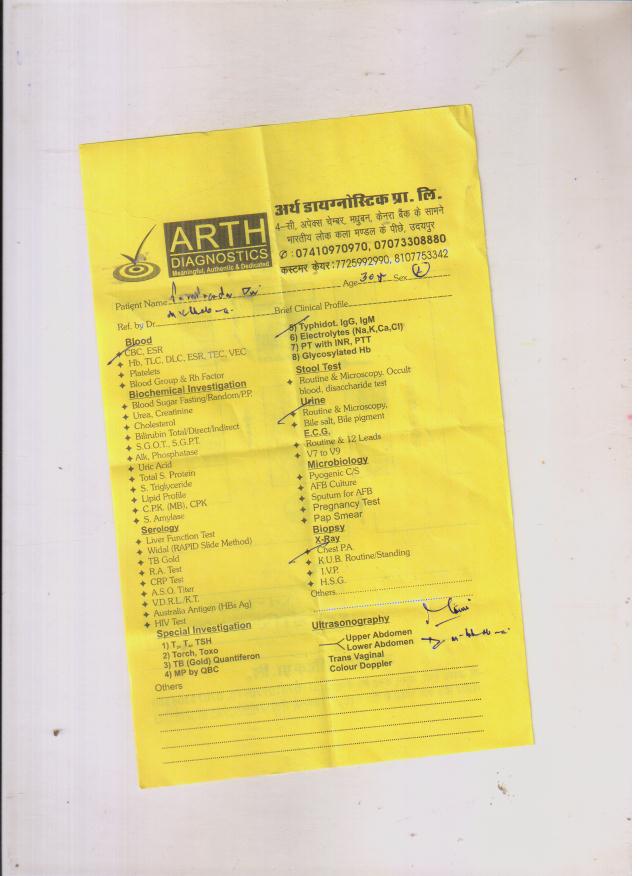 ARTH
DIAGNOSTICS
Meaningful, Authentic & Dedicated
अर्थ डायग्नोस्टिक प्रा. लि.
4–सी, अपेक्स चेम्बर, मधुबन, केनरा बैंक के सामने
भारतीय लोक कला मण्डल के पीछे, उदयपुर
✆ : 07410970970, 07073308880
कस्टमर केयर : 7725992990, 8107753342
Patient Name Age 30y Sex
Ref. by Dr. Brief Clinical Profile
Blood
CBC, ESR
Hb, TLC, DLC, ESR, TEC, VEC
Platelets
Blood Group & Rh Factor
Biochemical Investigation
Blood Sugar Fasting/Random/P.P.
Urea, Creatinine
Cholesterol
Bilirubin Total/Direct/Indirect
S.G.O.T., S.G.P.T.
Alk, Phosphatase
Uric Acid
Total S. Protein
S. Triglyceride
Lipid Profile
C.P.K. (MB), CPK
S. Amylase
Serology
Liver Function Test
Widal (RAPID Slide Method)
TB Gold
R.A. Test
CRP Test
A.S.O. Titer
V.D.R.L./K.T.
Australia Antigen (HBs Ag)
HIV Test
Special Investigation
1) T3, T4, TSH
2) Torch, Toxo
3) TB (Gold) Quantiferon
4) MP by QBC
Others
5) Typhidot. IgG, IgM
6) Electrolytes (Na,K,Ca,Cl)
7) PT with INR, PTT
8) Glycosylated Hb
Stool Test
Routine & Microscopy, Occult
blood, disaccharide test
Urine
Routine & Microscopy,
Bile salt, Bile pigment
E.C.G.
Routine & 12 Leads
V7 to V9
Microbiology
Pyogenic C/S
AFB Culture
Sputum for AFB
Pregnancy Test
Pap Smear
Biopsy
X-Ray
Chest P.A.
K.U.B. Routine/Standing
I.V.P.
H.S.G.
Others
Ultrasonography
Upper Abdomen
Lower Abdomen
Trans Vaginal
Colour Doppler